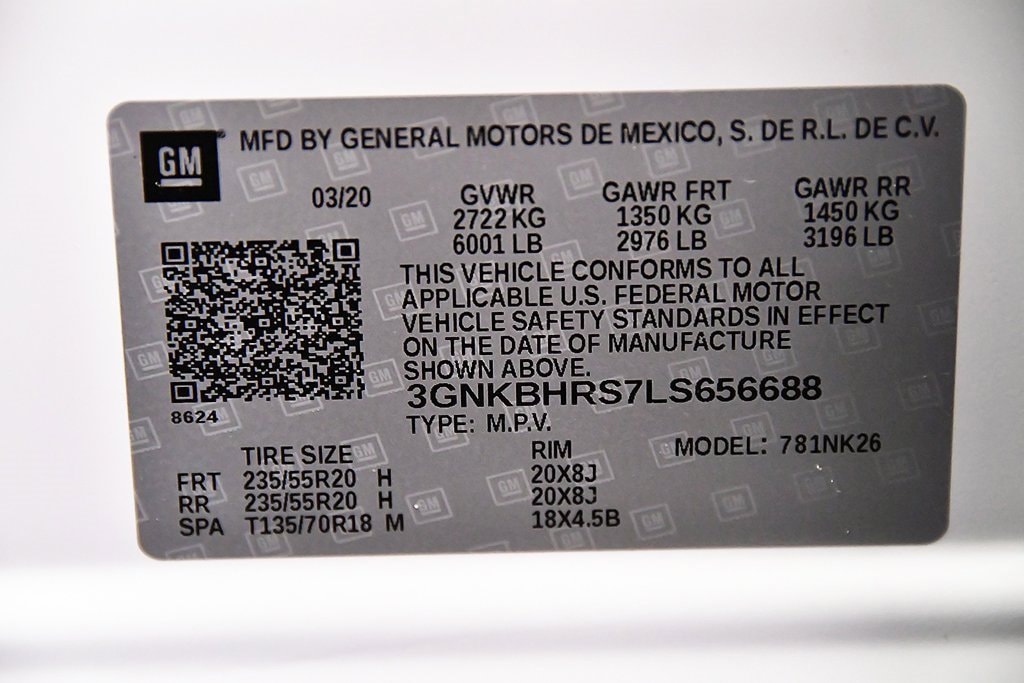 GM MFD BY GENERAL MOTORS DE MEXICO, S. DE R.L. DE C.V.
03/20 GVWR GAWR FRT GAWR RR
2722 KG 1350 KG 1450 KG
6001 LB 2976 LB 3196 LB
THIS VEHICLE CONFORMS TO ALL
APPLICABLE U.S. FEDERAL MOTOR
VEHICLE SAFETY STANDARDS IN EFFECT
ON THE DATE OF MANUFACTURE
SHOWN ABOVE.
3GNKBHRS7LS656688
8624 TYPE: M.P.V.
TIRE SIZE RIM MODEL: 781NK26
FRT 235/55R20 H 20X8J
RR 235/55R20 H 20X8J
SPA T135/70R18 M 18X4.5B